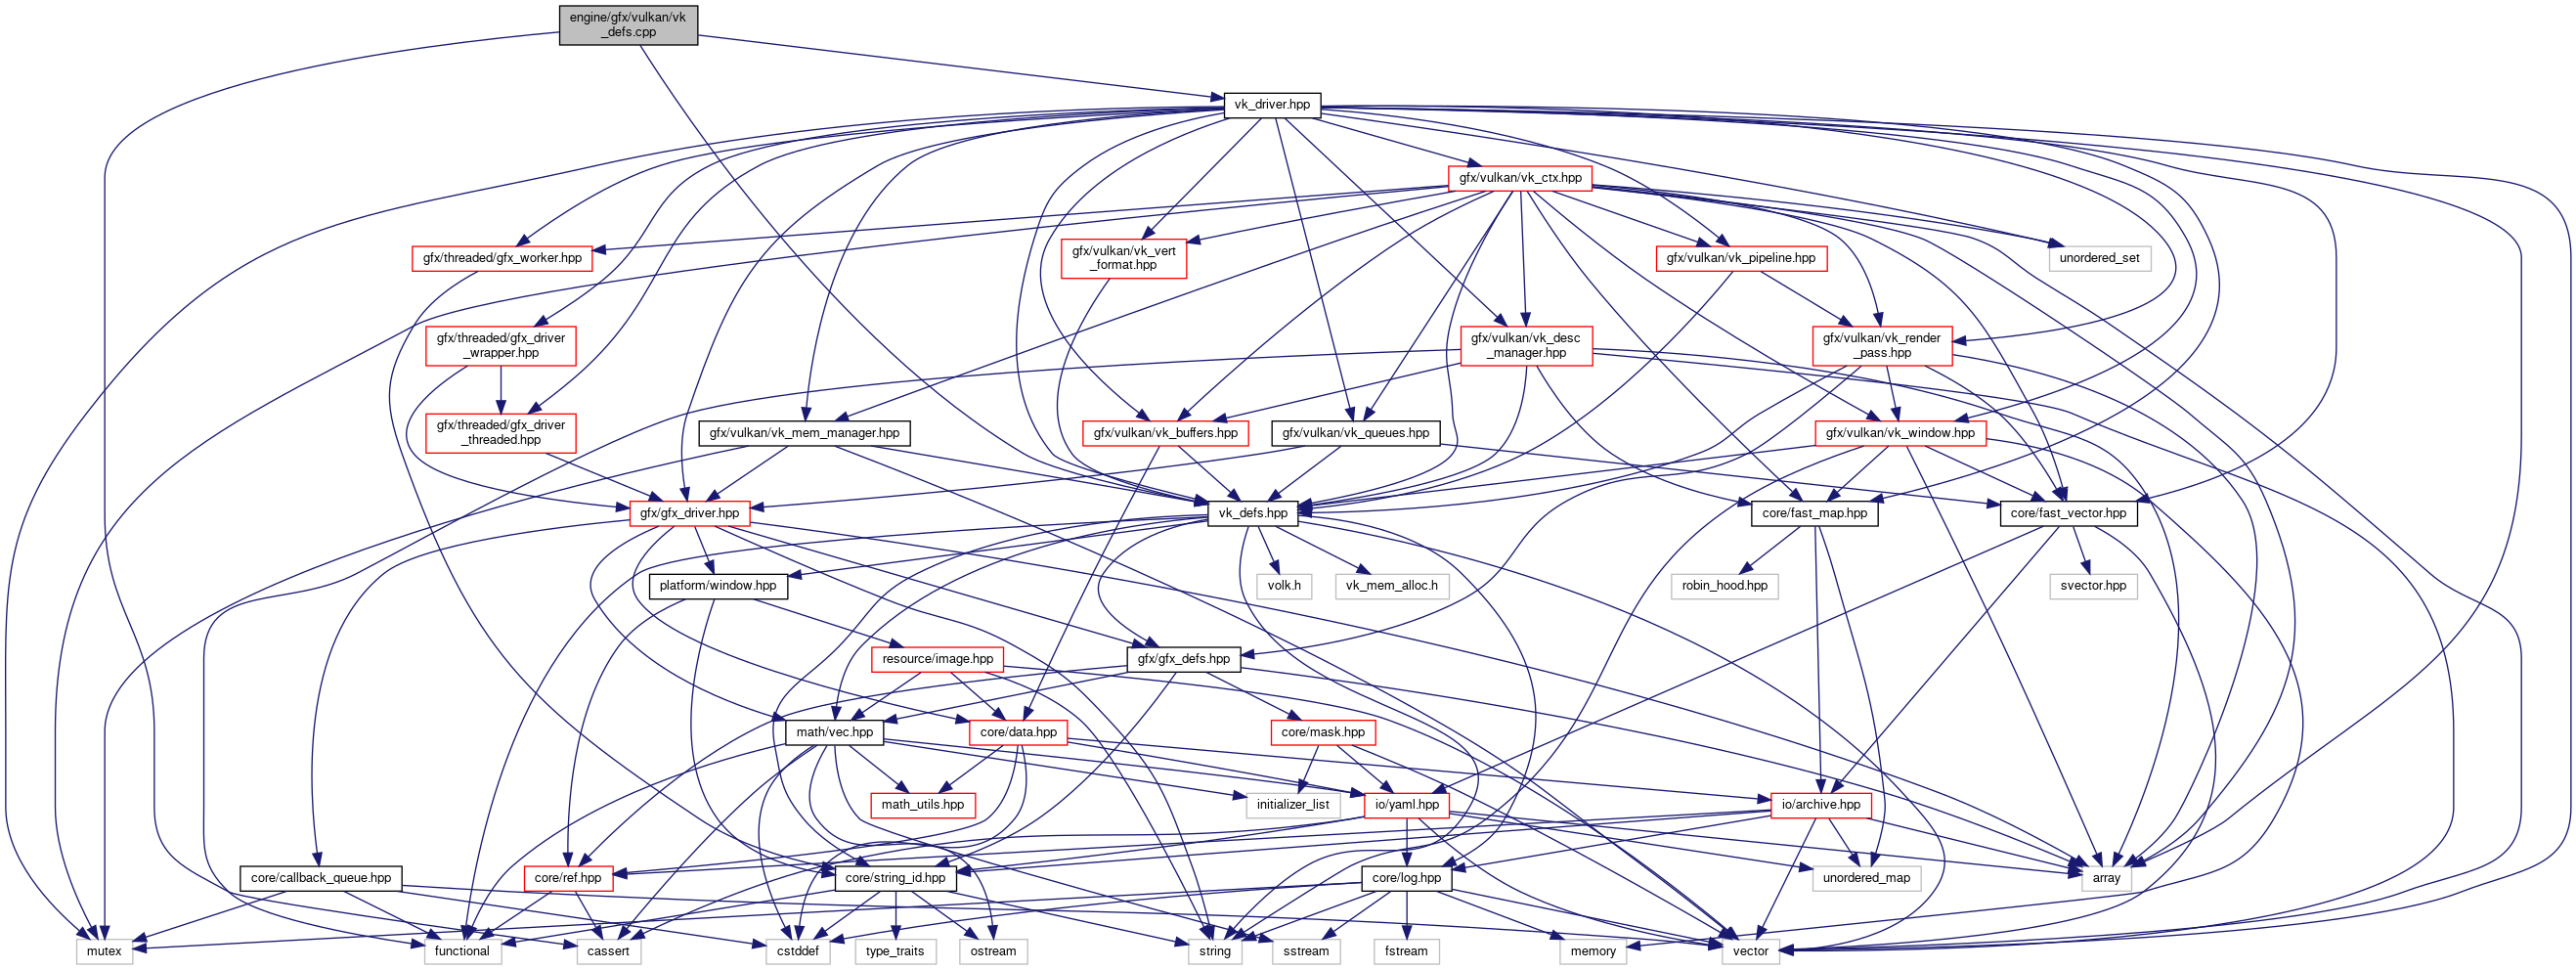 engine/gfx/vulkan/vk
_defs.cpp
vk_driver.hpp
gfx/vulkan/vk_ctx.hpp
gfx/threaded/gfx_worker.hpp
gfx/vulkan/vk_vert
_format.hpp
gfx/vulkan/vk_pipeline.hpp
unordered_set
gfx/threaded/gfx_driver
_wrapper.hpp
gfx/vulkan/vk_desc
_manager.hpp
gfx/vulkan/vk_render
_pass.hpp
gfx/threaded/gfx_driver
_threaded.hpp
gfx/vulkan/vk_mem_manager.hpp
gfx/vulkan/vk_buffers.hpp
gfx/vulkan/vk_queues.hpp
gfx/vulkan/vk_window.hpp
gfx/gfx_driver.hpp
vk_defs.hpp
core/fast_map.hpp
core/fast_vector.hpp
platform/window.hpp
volk.h
vk_mem_alloc.h
robin_hood.hpp
svector.hpp
resource/image.hpp
gfx/gfx_defs.hpp
math/vec.hpp
core/data.hpp
core/mask.hpp
math_utils.hpp
initializer_list
io/yaml.hpp
io/archive.hpp
core/callback_queue.hpp
core/ref.hpp
core/string_id.hpp
core/log.hpp
unordered_map
array
mutex
functional
cassert
cstddef
type_traits
ostream
string
sstream
fstream
memory
vector